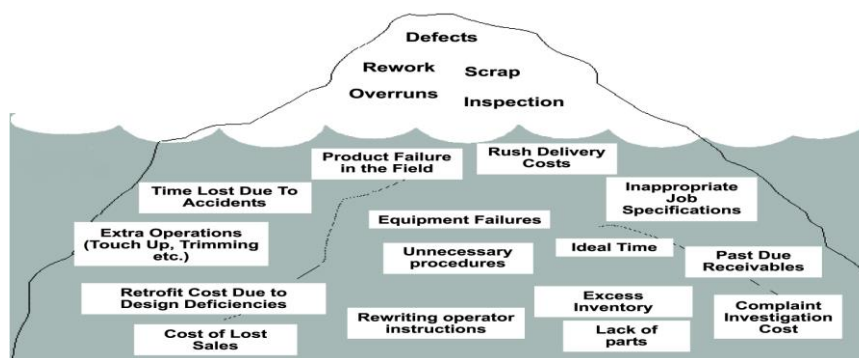 Defects
Rework
Scrap
Overruns
Inspection
Product Failure
in the Field
Rush Delivery
Costs
Time Lost Due To
Accidents
Inappropriate
Job
Specifications
Equipment Failures
Extra Operations
(Touch Up, Trimming
etc.)
Unnecessary
procedures
Ideal Time
Past Due
Receivables
Retrofit Cost Due to
Design Deficiencies
Excess
Inventory
Complaint
Investigation
Cost
Rewriting operator
instructions
Cost of Lost
Sales
Lack of
parts